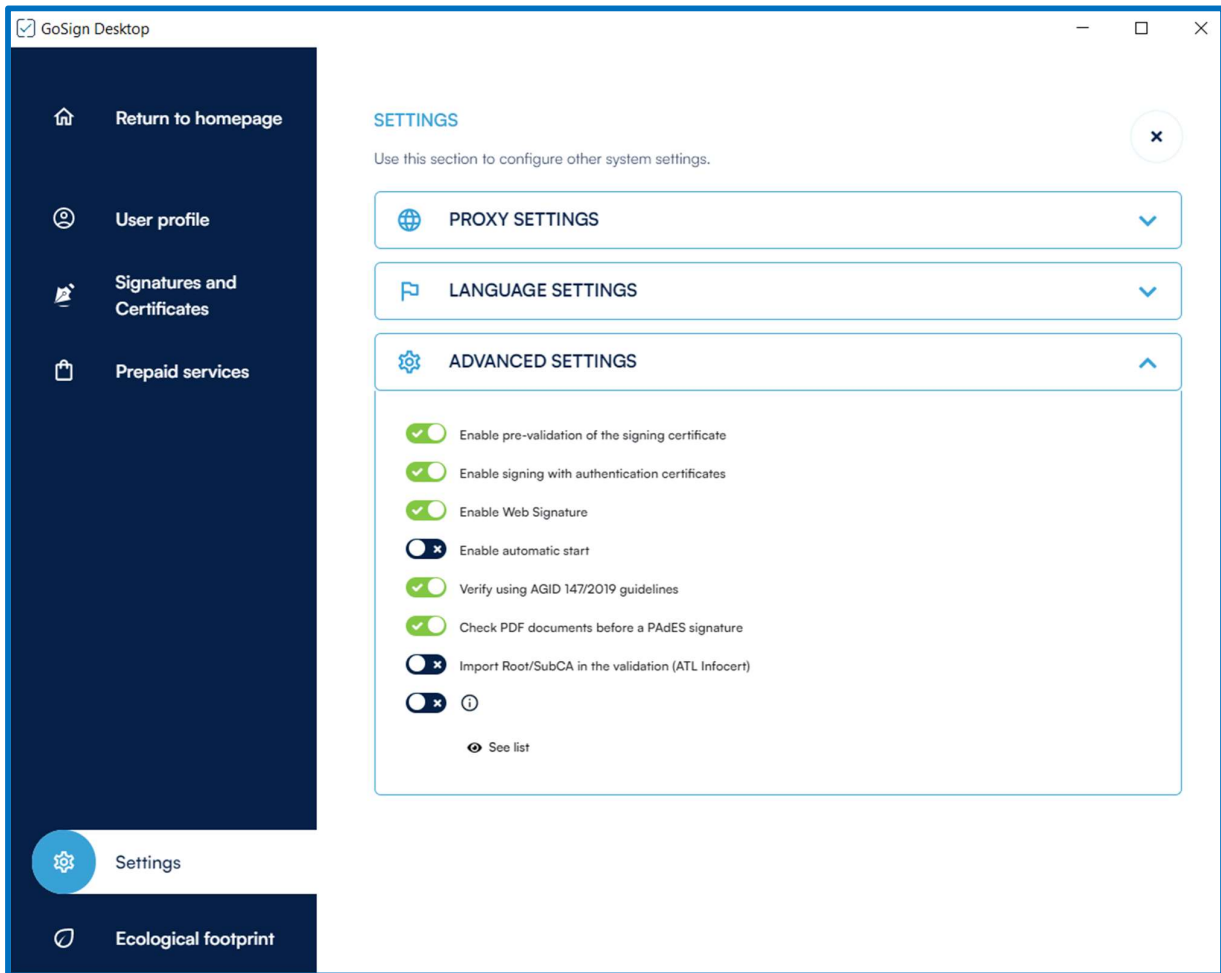 GoSign Desktop
Return to homepage
User profile
Signatures and
Certificates
Prepaid services
Settings
Ecological footprint
SETTINGS
Use this section to configure other system settings.
PROXY SETTINGS
LANGUAGE SETTINGS
ADVANCED SETTINGS
Enable pre-validation of the signing certificate
Enable signing with authentication certificates
Enable Web Signature
Enable automatic start
Verify using AGID 147/2019 guidelines
Check PDF documents before a PAdES signature
Import Root/SubCA in the validation (ATL Infocert)
See list